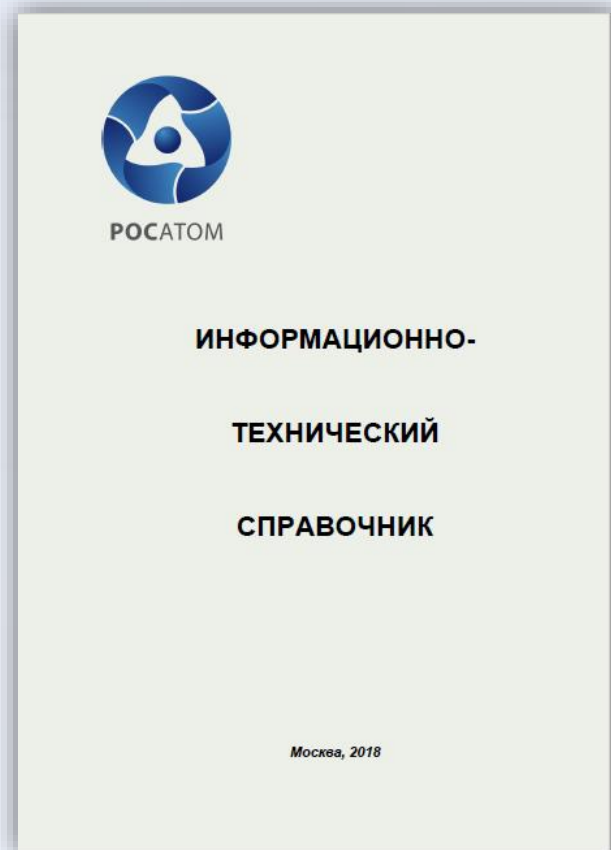 РОСАТОМ
ИНФОРМАЦИОННО-
ТЕХНИЧЕСКИЙ
СПРАВОЧНИК
Москва, 2018